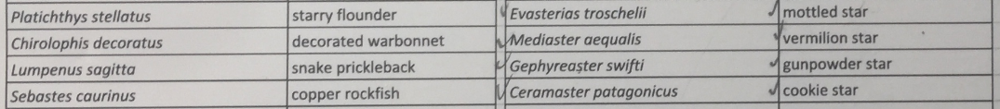 Platichthys stellatus starry flounder Evasterias troschelii mottled star
Chirolophis decoratus decorated warbonnet Mediaster aequalis vermilion star
Lumpenus sagitta snake prickleback Gephyreaster swifti gunpowder star
Sebastes caurinus copper rockfish Ceramaster patagonicus cookie star